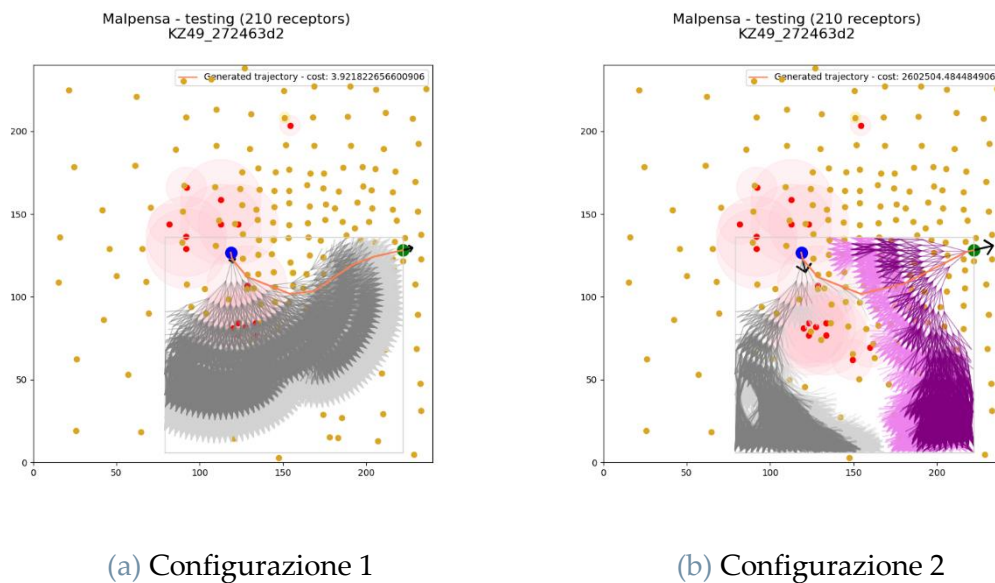 Malpensa - testing (210 receptors)
KZ49_272463d2
Generated trajectory - cost: 3.921822656600906
200
150
100
50
0
0 50 100 150 200
Malpensa - testing (210 receptors)
KZ49_272463d2
Generated trajectory - cost: 2602504.484484906
200
150
100
50
0
0 50 100 150 200
(a) Configurazione 1
(b) Configurazione 2